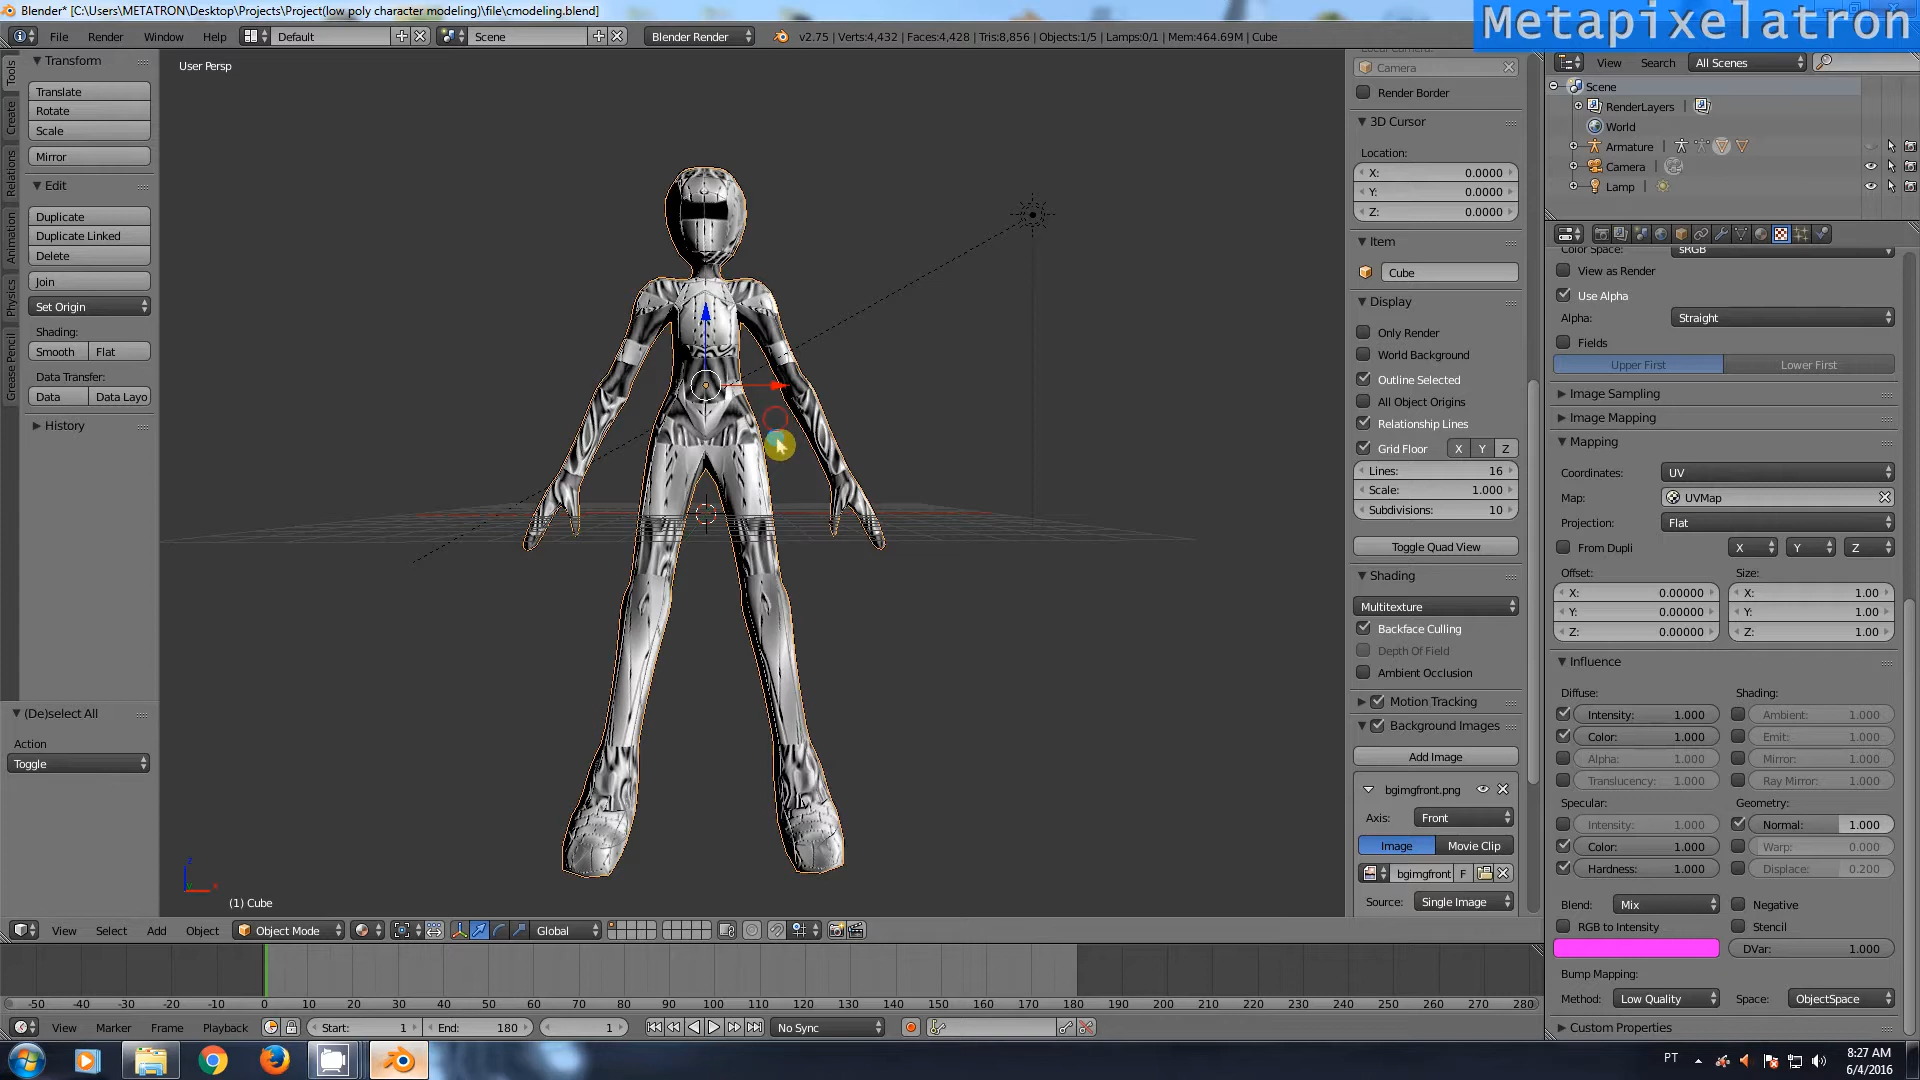 Blender* [C:\Users\METATRON\Desktop\Projects\Project(low poly character modeling)\file\cmodeling.blend]
Metapixelatron
File Render Window Help Default Scene Blender Render v2.75 | Verts:4,432 | Faces:4,428 | Tris:8,856 | Objects:1/5 | Lamps:0/1 | Mem:464.69M | Cube
Tools
Create
Relations
Animation
Physics
Grease Pencil
Transform
Translate
Rotate
Scale
Mirror
Edit
Duplicate
Duplicate Linked
Delete
Join
Set Origin
Shading:
Smooth Flat
Data Transfer:
Data Data Layo
History
(De)select All
Action
Toggle
User Persp
(1) Cube
Camera
Render Border
3D Cursor
Location:
X: 0.0000
Y: 0.0000
Z: 0.0000
Item
Cube
Display
Only Render
World Background
Outline Selected
All Object Origins
Relationship Lines
Grid Floor X Y Z
Lines: 16
Scale: 1.000
Subdivisions: 10
Toggle Quad View
Shading
Multitexture
Backface Culling
Depth Of Field
Ambient Occlusion
Motion Tracking
Background Images
Add Image
bgimgfront.png
Axis: Front
Image Movie Clip
bgimgfront F
Source: Single Image
View Search All Scenes
Scene
RenderLayers |
World
Armature |
Camera |
Lamp |
Color Space: sRGB
View as Render
Use Alpha
Alpha: Straight
Fields
Upper First Lower First
Image Sampling
Image Mapping
Mapping
Coordinates: UV
Map: UVMap
Projection: Flat
From Dupli X Y Z
Offset: Size:
X: 0.00000 X: 1.00
Y: 0.00000 Y: 1.00
Z: 0.00000 Z: 1.00
Influence
Diffuse: Shading:
Intensity: 1.000 Ambient: 1.000
Color: 1.000 Emit: 1.000
Alpha: 1.000 Mirror: 1.000
Translucency: 1.000 Ray Mirror: 1.000
Specular: Geometry:
Intensity: 1.000 Normal: 1.000
Color: 1.000 Warp: 0.000
Hardness: 1.000 Displace: 0.200
Blend: Mix Negative
RGB to Intensity Stencil
DVar: 1.000
Bump Mapping:
Method: Low Quality Space: ObjectSpace
Custom Properties
View Select Add Object Object Mode Global
-50 -40 -30 -20 -10 0 10 20 30 40 50 60 70 80 90 100 110 120 130 140 150 160 170 180 190 200 210 220 230 240 250 260 270 280
View Marker Frame Playback Start: 1 End: 180 1 No Sync
PT
8:27 AM
6/4/2016